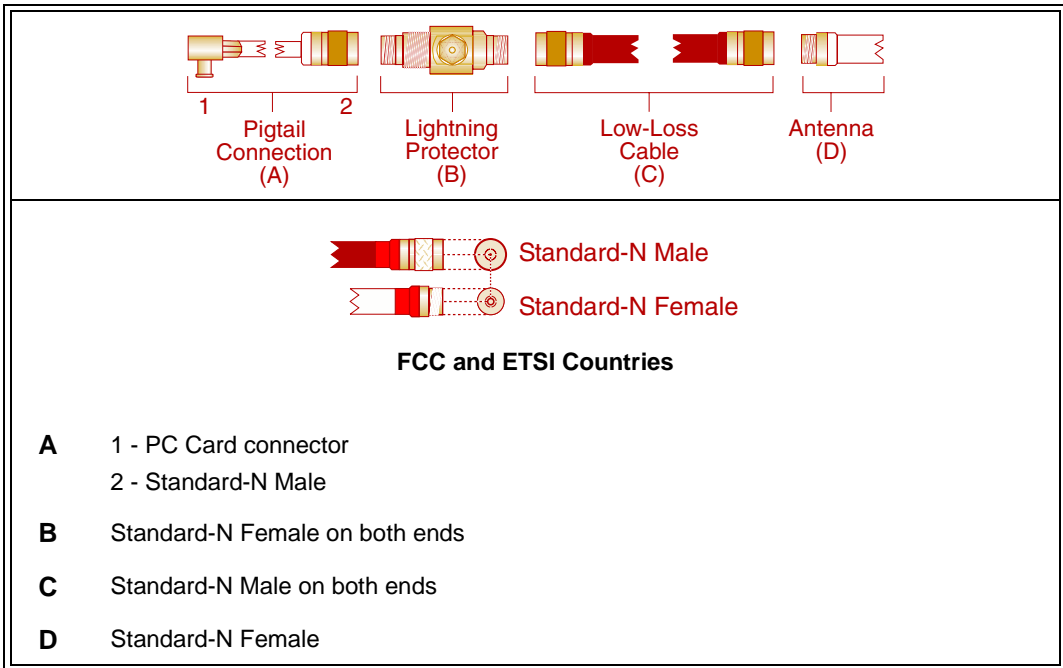 1 2
Pigtail Connection (A)
Lightning Protector (B)
Low-Loss Cable (C)
Antenna (D)
Standard-N Male
Standard-N Female
FCC and ETSI Countries
A 1 - PC Card connector
2 - Standard-N Male
B Standard-N Female on both ends
C Standard-N Male on both ends
D Standard-N Female